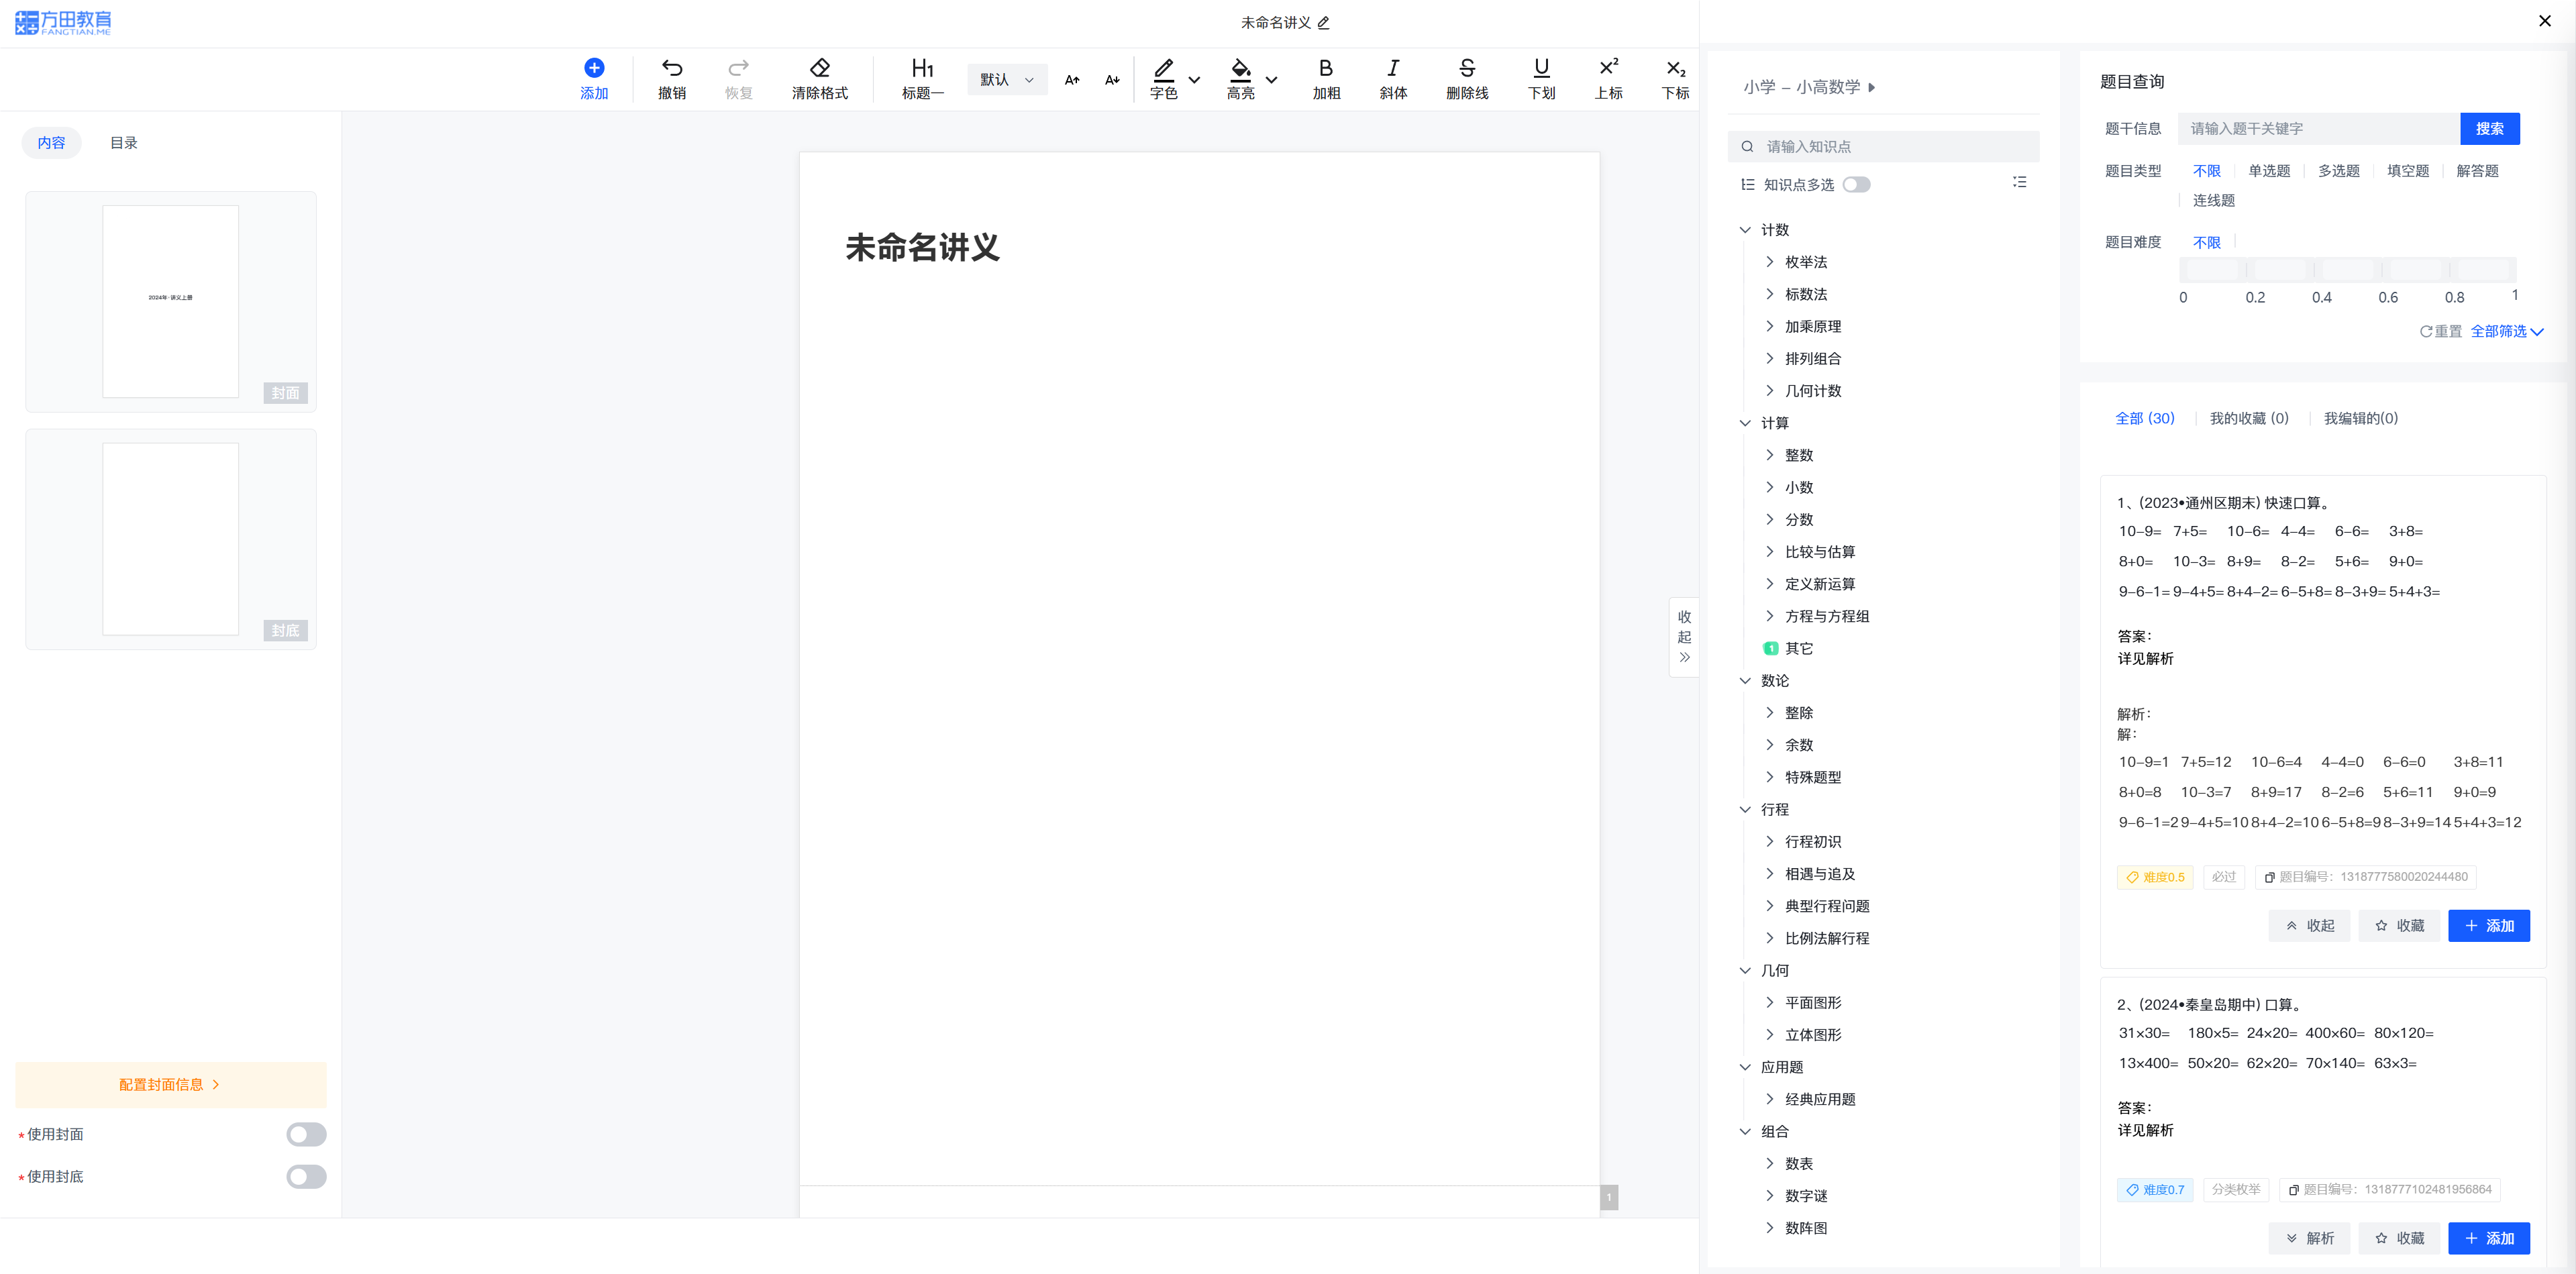 方田教育
FANGTIAN.ME
未命名讲义
添加
撤销
恢复
清除格式
H1
标题一
默认
字色
高亮
B
加粗
I
斜体
S
删除线
U
下划
上标
下标
内容
目录
2024年·讲义上册
封面
封底
配置封面信息
*使用封面
*使用封底
未命名讲义
1
收起
小学 – 小高数学
请输入知识点
知识点多选
计数
枚举法
标数法
加乘原理
排列组合
几何计数
计算
整数
小数
分数
比较与估算
定义新运算
方程与方程组
1 其它
数论
整除
余数
特殊题型
行程
行程初识
相遇与追及
典型行程问题
比例法解行程
几何
平面图形
立体图形
应用题
经典应用题
组合
数表
数字谜
数阵图
题目查询
题干信息 请输入题干关键字 搜索
题目类型 不限 单选题 多选题 填空题 解答题
连线题
题目难度 不限
0 0.2 0.4 0.6 0.8 1
重置 全部筛选
全部 (30) 我的收藏 (0) 我编辑的(0)
1、(2023•通州区期末) 快速口算。
10−9= 7+5= 10−6= 4−4= 6−6= 3+8=
8+0= 10−3= 8+9= 8−2= 5+6= 9+0=
9−6−1= 9−4+5= 8+4−2= 6−5+8= 8−3+9= 5+4+3=
答案：
详见解析
解析：
解：
10−9=1 7+5=12 10−6=4 4−4=0 6−6=0 3+8=11
8+0=8 10−3=7 8+9=17 8−2=6 5+6=11 9+0=9
9−6−1=2 9−4+5=10 8+4−2=10 6−5+8=9 8−3+9=14 5+4+3=12
难度0.5 必过 题目编号：1318777580020244480
收起 收藏 添加
2、(2024•秦皇岛期中) 口算。
31×30= 180×5= 24×20= 400×60= 80×120=
13×400= 50×20= 62×20= 70×140= 63×3=
答案：
详见解析
难度0.7 分类枚举 题目编号：1318777102481956864
解析 收藏 添加